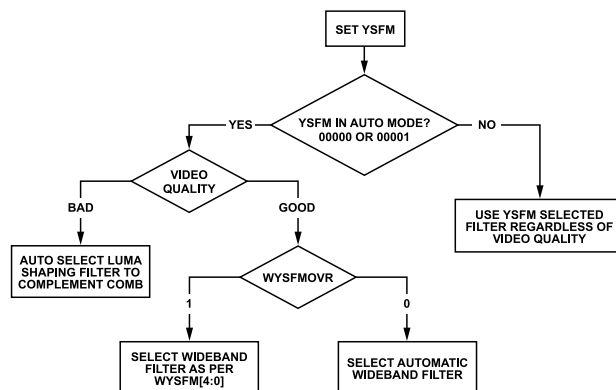 SET YSFM
YSFM IN AUTO MODE?
00000 OR 00001
YES
NO
VIDEO
QUALITY
BAD
GOOD
USE YSFM SELECTED
FILTER REGARDLESS OF
VIDEO QUALITY
AUTO SELECT LUMA
SHAPING FILTER TO
COMPLEMENT COMB
WYSFMOVR
1
0
SELECT WIDEBAND
FILTER AS PER
WYSFM[4:0]
SELECT AUTOMATIC
WIDEBAND FILTER